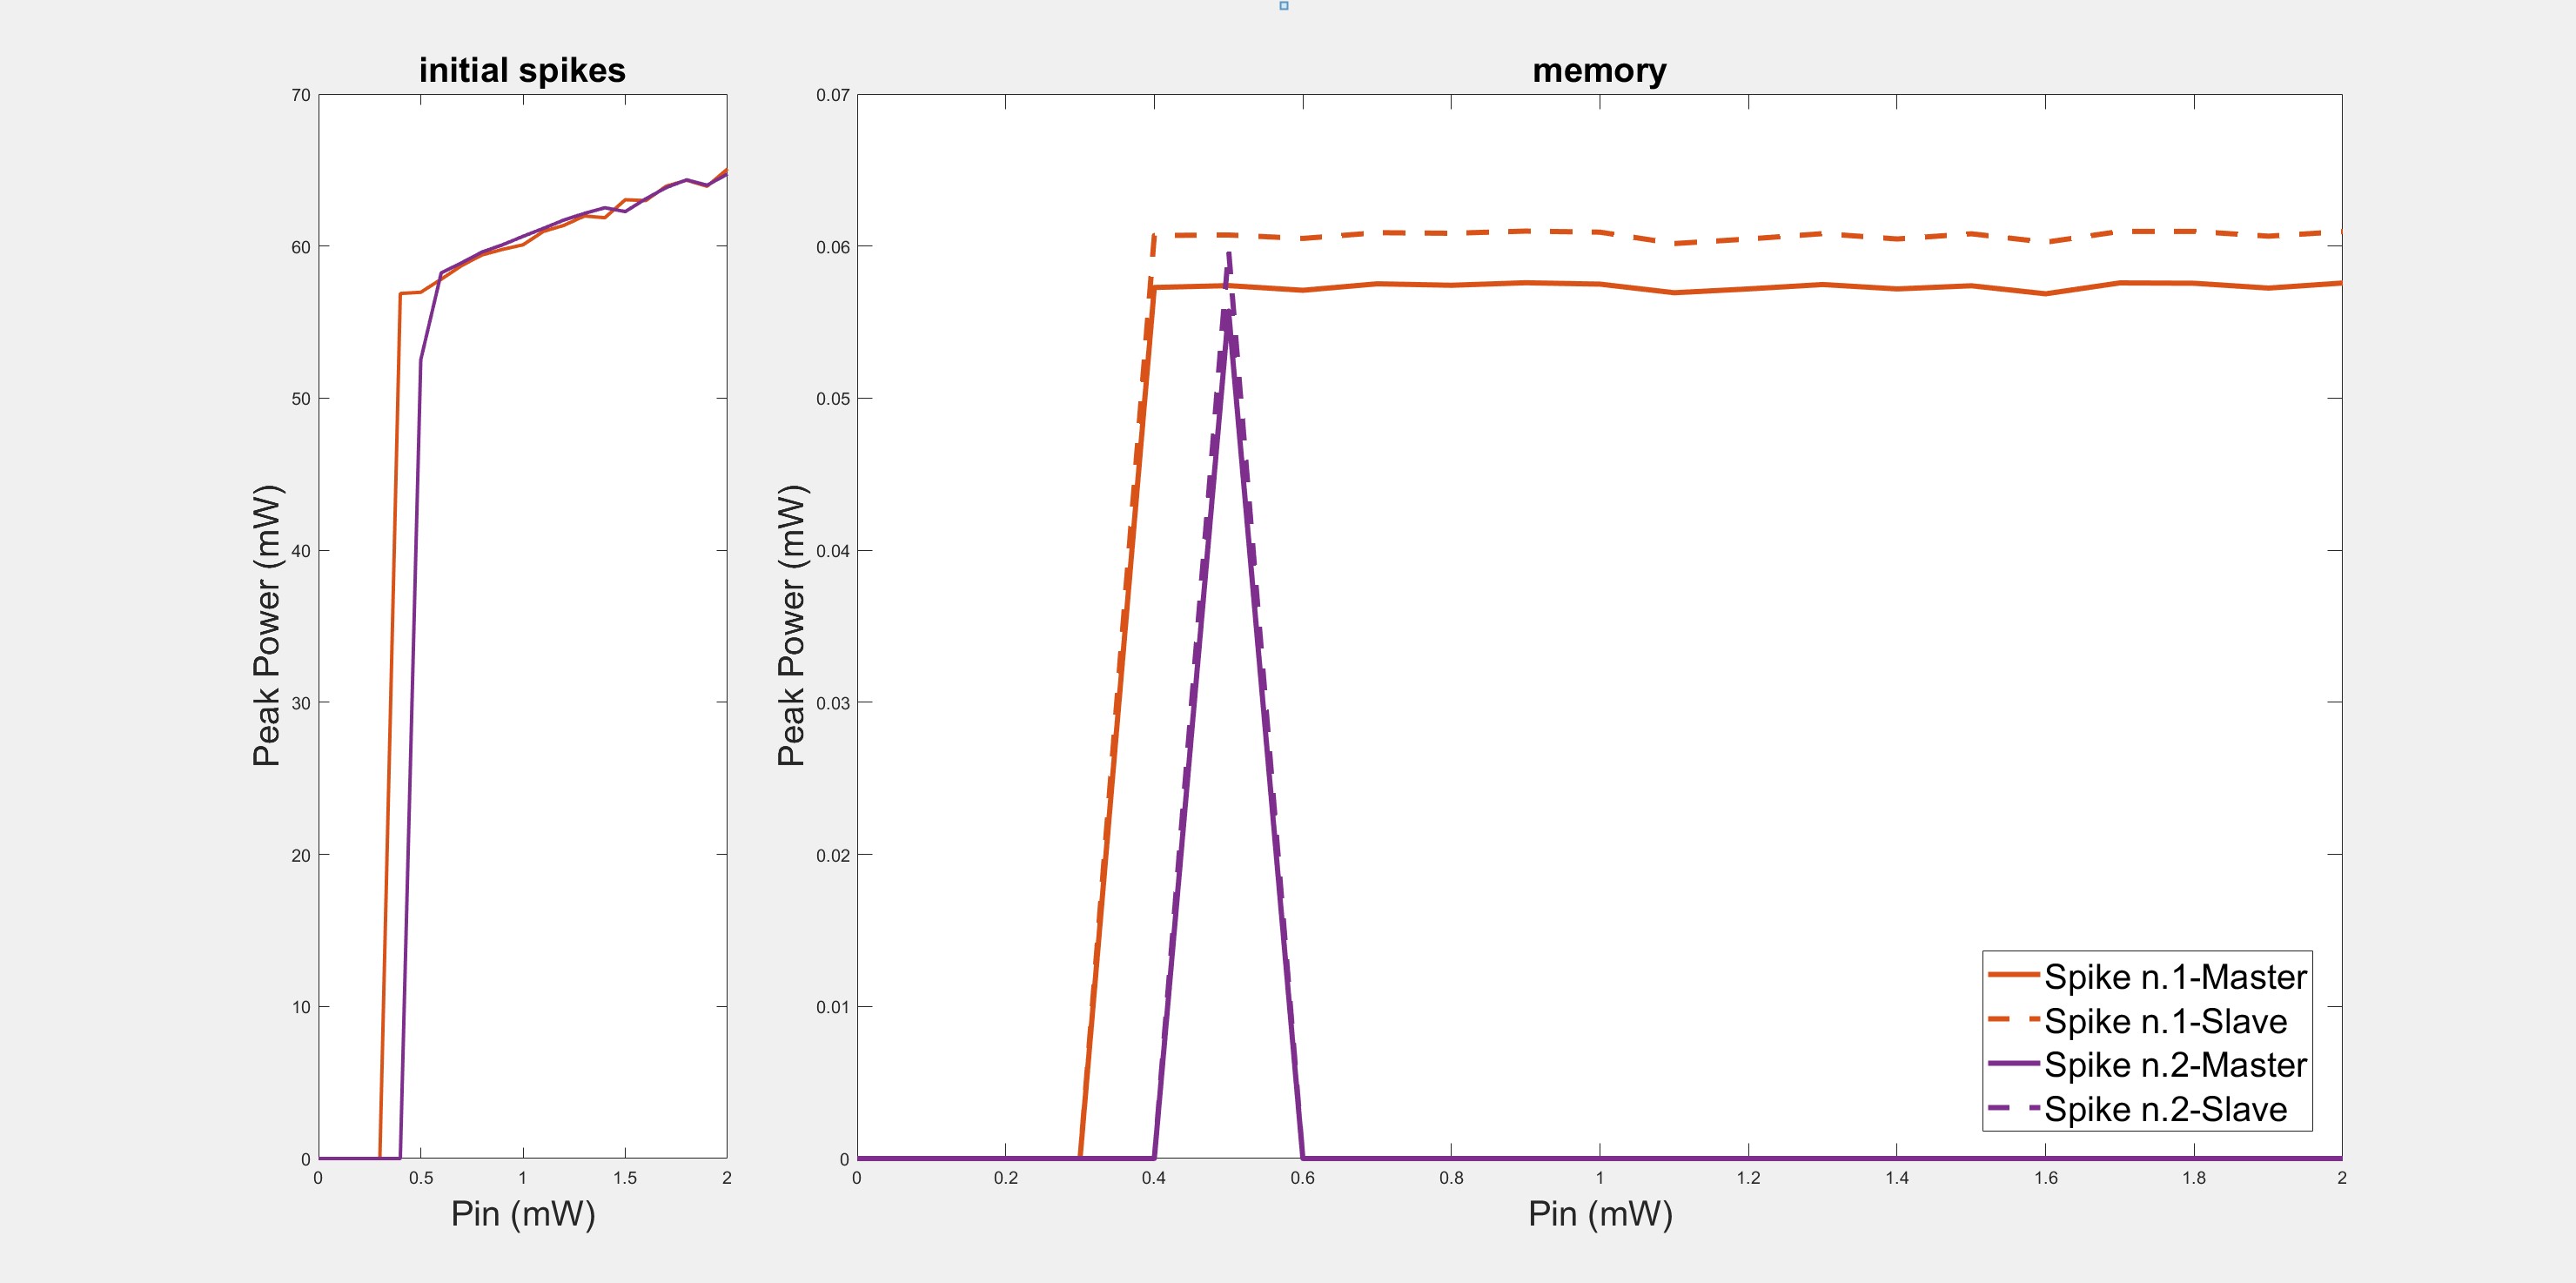 initial spikes
70
60
50
40
30
20
10
0
0 0.5 1 1.5 2
Pin (mW)
Peak Power (mW)
memory
0.07
0.06
0.05
0.04
0.03
0.02
0.01
0
0 0.2 0.4 0.6 0.8 1 1.2 1.4 1.6 1.8 2
Pin (mW)
Peak Power (mW)
Spike n.1-Master
Spike n.1-Slave
Spike n.2-Master
Spike n.2-Slave